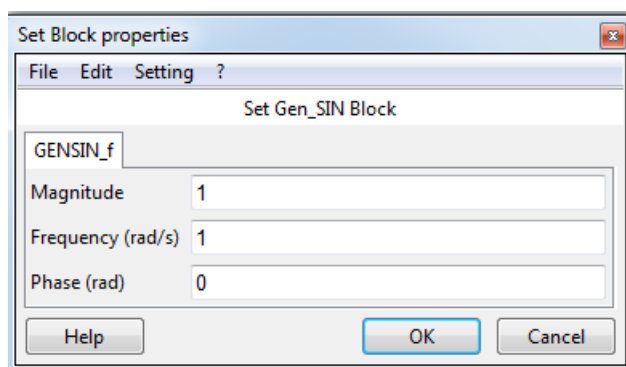 Set Block properties
File Edit Setting ?
Set Gen_SIN Block
GENSIN_f
Magnitude 1
Frequency (rad/s) 1
Phase (rad) 0
Help OK Cancel